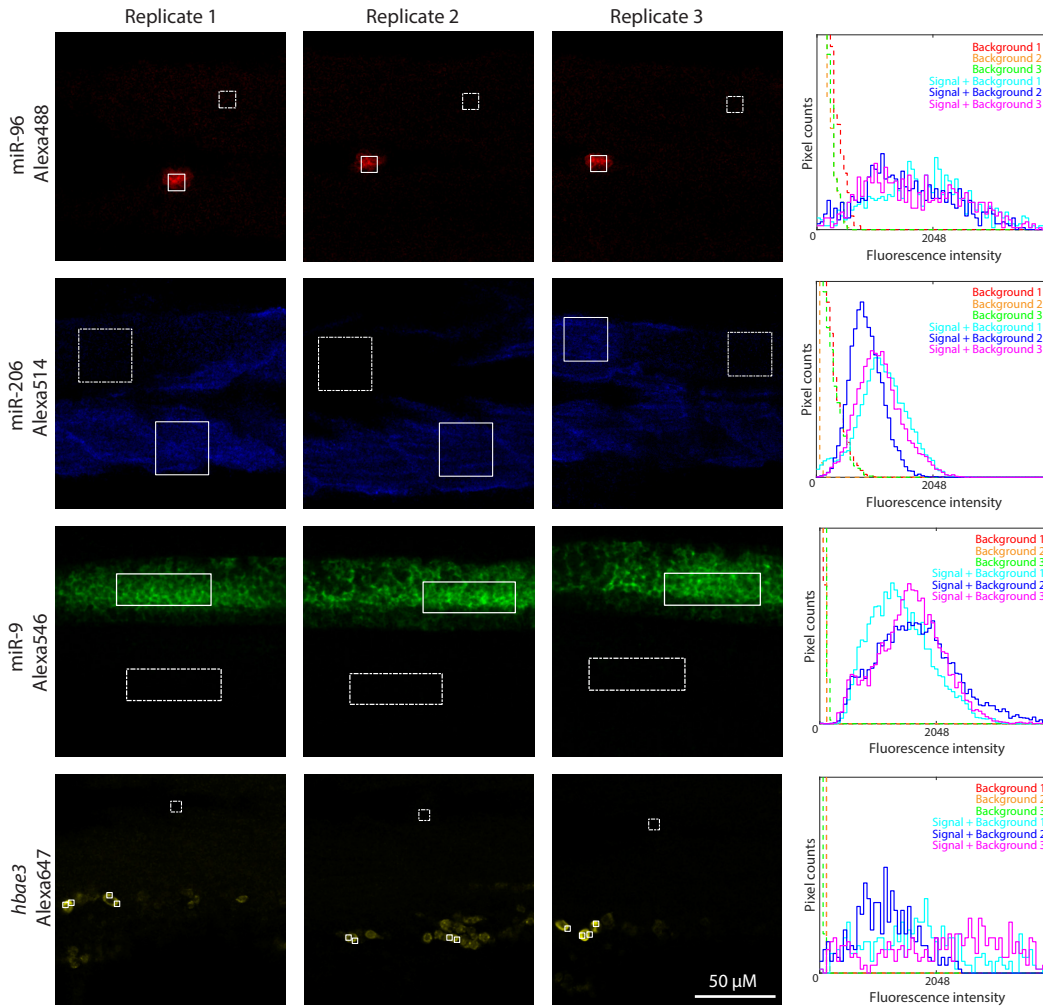 Replicate 1
Replicate 2
Replicate 3
miR-96
Alexa488
Background 1
Background 2
Background 3
Signal + Background 1
Signal + Background 2
Signal + Background 3
Pixel counts
0
2048
Fluorescence intensity
miR-206
Alexa514
Background 1
Background 2
Background 3
Signal + Background 1
Signal + Background 2
Signal + Background 3
Pixel counts
0
2048
Fluorescence intensity
miR-9
Alexa546
Background 1
Background 2
Background 3
Signal + Background 1
Signal + Background 2
Signal + Background 3
Pixel counts
0
2048
Fluorescence intensity
hbae3
Alexa647
50 µM
Background 1
Background 2
Background 3
Signal + Background 1
Signal + Background 2
Signal + Background 3
Pixel counts
0
2048
Fluorescence intensity